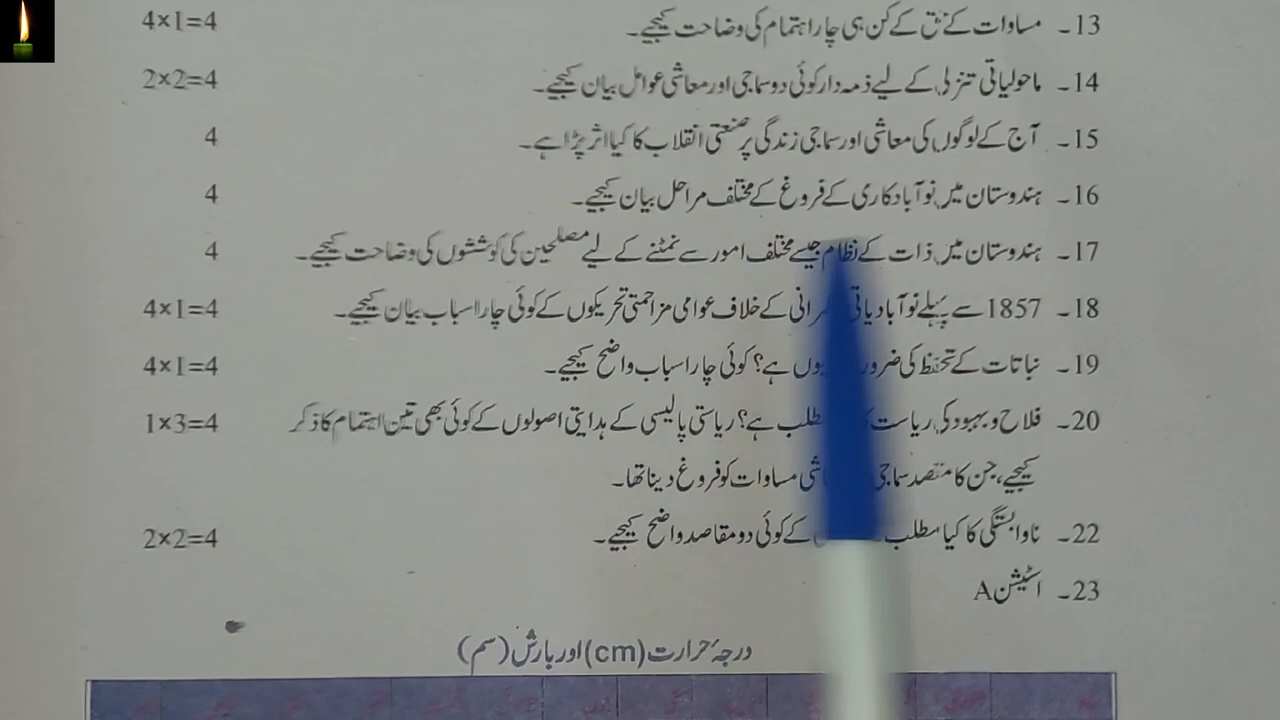 13۔ مساوات کے حق کے کن ہی چار اہتمام کی وضاحت کیجیے۔ 4×1=4
14۔ ماحولیاتی تنزلی کے لیے ذمہ دار کوئی دو سماجی اور معاشی عوامل بیان کیجیے۔ 2×2=4
15۔ آج کے لوگوں کی معاشی اور سماجی زندگی پر صنعتی انقلاب کا کیا اثر پڑا ہے۔ 4
16۔ ہندوستان میں نوآبادکاری کے فروغ کے مختلف مراحل بیان کیجیے۔ 4
17۔ ہندوستان میں ذات کے نظام جیسے مختلف امور سے نمٹنے کے لیے مصلحین کی کوششوں کی وضاحت کیجیے۔ 4
18۔ 1857 سے پہلے نوآبادیاتی کے خلاف عوامی مزاحمتی تحریکوں کے کوئی چار اسباب بیان کیجیے۔ 4×1=4
19۔ نباتات کے تحفظ کی ہے؟ کوئی چار اسباب واضح کیجیے۔ 4×1=4
20۔ فلاح و بہبود کی ریاست مطلب ہے؟ ریاستی پالیسی کے ہدایتی اصولوں کے کوئی بھی تین اہتمام کا ذکر 1×3=4
کیجیے، جن کا مقصد سماجی مساوات کو فروغ دینا تھا۔
22۔ ناوابستگی کا کیا مطلب کے کوئی دو مقاصد واضح کیجیے۔ 2×2=4
23۔ اسٹیشن A
درجۂ حرارت (cm) اور بارش (سم)